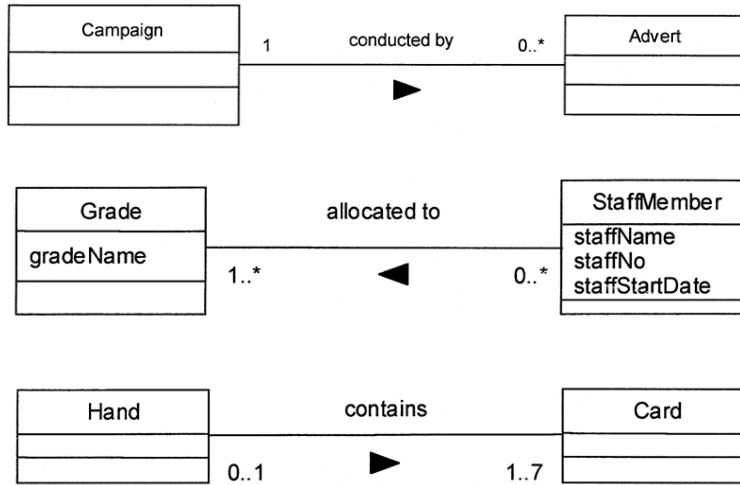 Campaign
1 conducted by 0..*
Advert
Grade
gradeName
allocated to
1..* 0..*
StaffMember
staffName
staffNo
staffStartDate
Hand
contains
0..1 1..7
Card